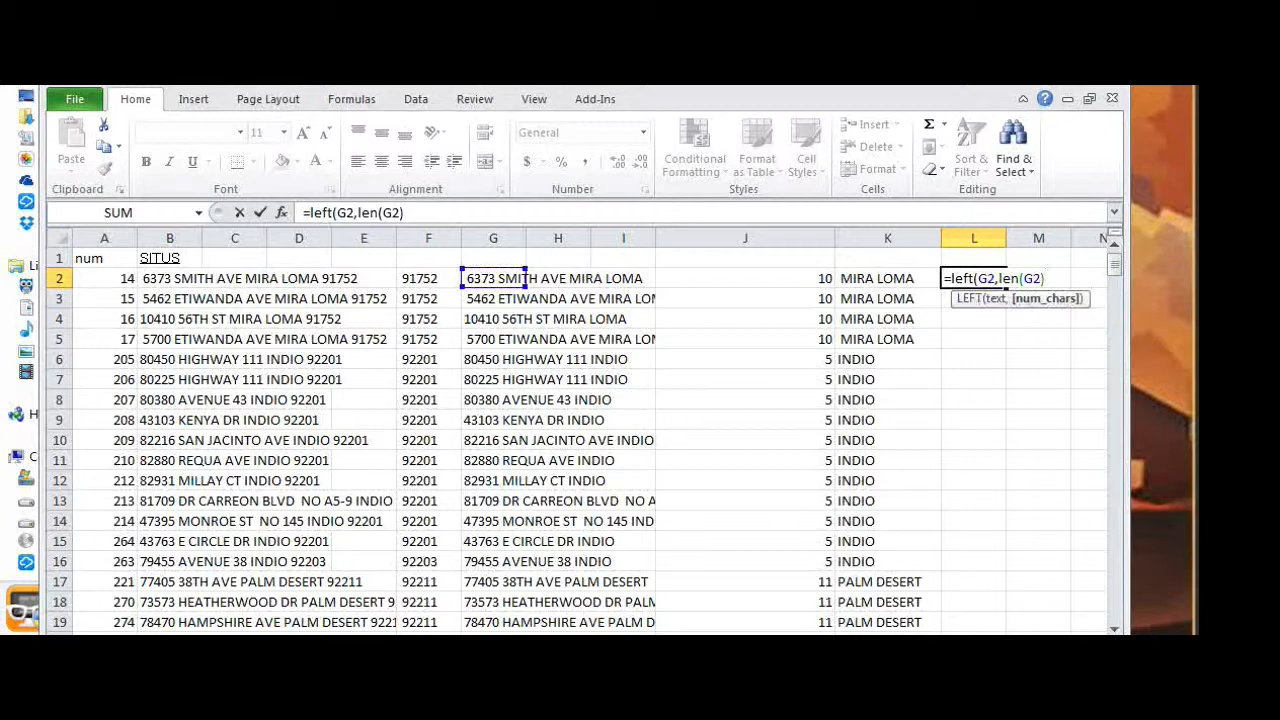 File Home Insert Page Layout Formulas Data Review View Add-Ins
11 General Insert Σ
Paste Delete
B I U A $ % , Conditional Formatting Format as Table Cell Styles Format Sort & Filter Find & Select
Clipboard Font Alignment Number Styles Cells Editing
SUM fx =left(G2,len(G2)
A B C D E F G H I J K L M N
1 num SITUS
2 14 6373 SMITH AVE MIRA LOMA 91752 91752 6373 SMITH AVE MIRA LOMA 10 MIRA LOMA =left(G2,len(G2)
3 15 5462 ETIWANDA AVE MIRA LOMA 91752 91752 5462 ETIWANDA AVE MIRA LOM 10 MIRA LOMA LEFT(text, [num_chars])
4 16 10410 56TH ST MIRA LOMA 91752 91752 10410 56TH ST MIRA LOMA 10 MIRA LOMA
5 17 5700 ETIWANDA AVE MIRA LOMA 91752 91752 5700 ETIWANDA AVE MIRA LOM 10 MIRA LOMA
6 205 80450 HIGHWAY 111 INDIO 92201 92201 80450 HIGHWAY 111 INDIO 5 INDIO
7 206 80225 HIGHWAY 111 INDIO 92201 92201 80225 HIGHWAY 111 INDIO 5 INDIO
8 207 80380 AVENUE 43 INDIO 92201 92201 80380 AVENUE 43 INDIO 5 INDIO
9 208 43103 KENYA DR INDIO 92201 92201 43103 KENYA DR INDIO 5 INDIO
10 209 82216 SAN JACINTO AVE INDIO 92201 92201 82216 SAN JACINTO AVE INDIO 5 INDIO
11 210 82880 REQUA AVE INDIO 92201 92201 82880 REQUA AVE INDIO 5 INDIO
12 212 82931 MILLAY CT INDIO 92201 92201 82931 MILLAY CT INDIO 5 INDIO
13 213 81709 DR CARREON BLVD NO A5-9 INDIO 92201 81709 DR CARREON BLVD NO A 5 INDIO
14 214 47395 MONROE ST NO 145 INDIO 92201 92201 47395 MONROE ST NO 145 IND 5 INDIO
15 264 43763 E CIRCLE DR INDIO 92201 92201 43763 E CIRCLE DR INDIO 5 INDIO
16 263 79455 AVENUE 38 INDIO 92203 92203 79455 AVENUE 38 INDIO 5 INDIO
17 221 77405 38TH AVE PALM DESERT 92211 92211 77405 38TH AVE PALM DESERT 11 PALM DESERT
18 270 73573 HEATHERWOOD DR PALM DESERT 9 92211 73573 HEATHERWOOD DR PALM 11 PALM DESERT
19 274 78470 HAMPSHIRE AVE PALM DESERT 9221 92211 78470 HAMPSHIRE AVE PALM D 11 PALM DESERT